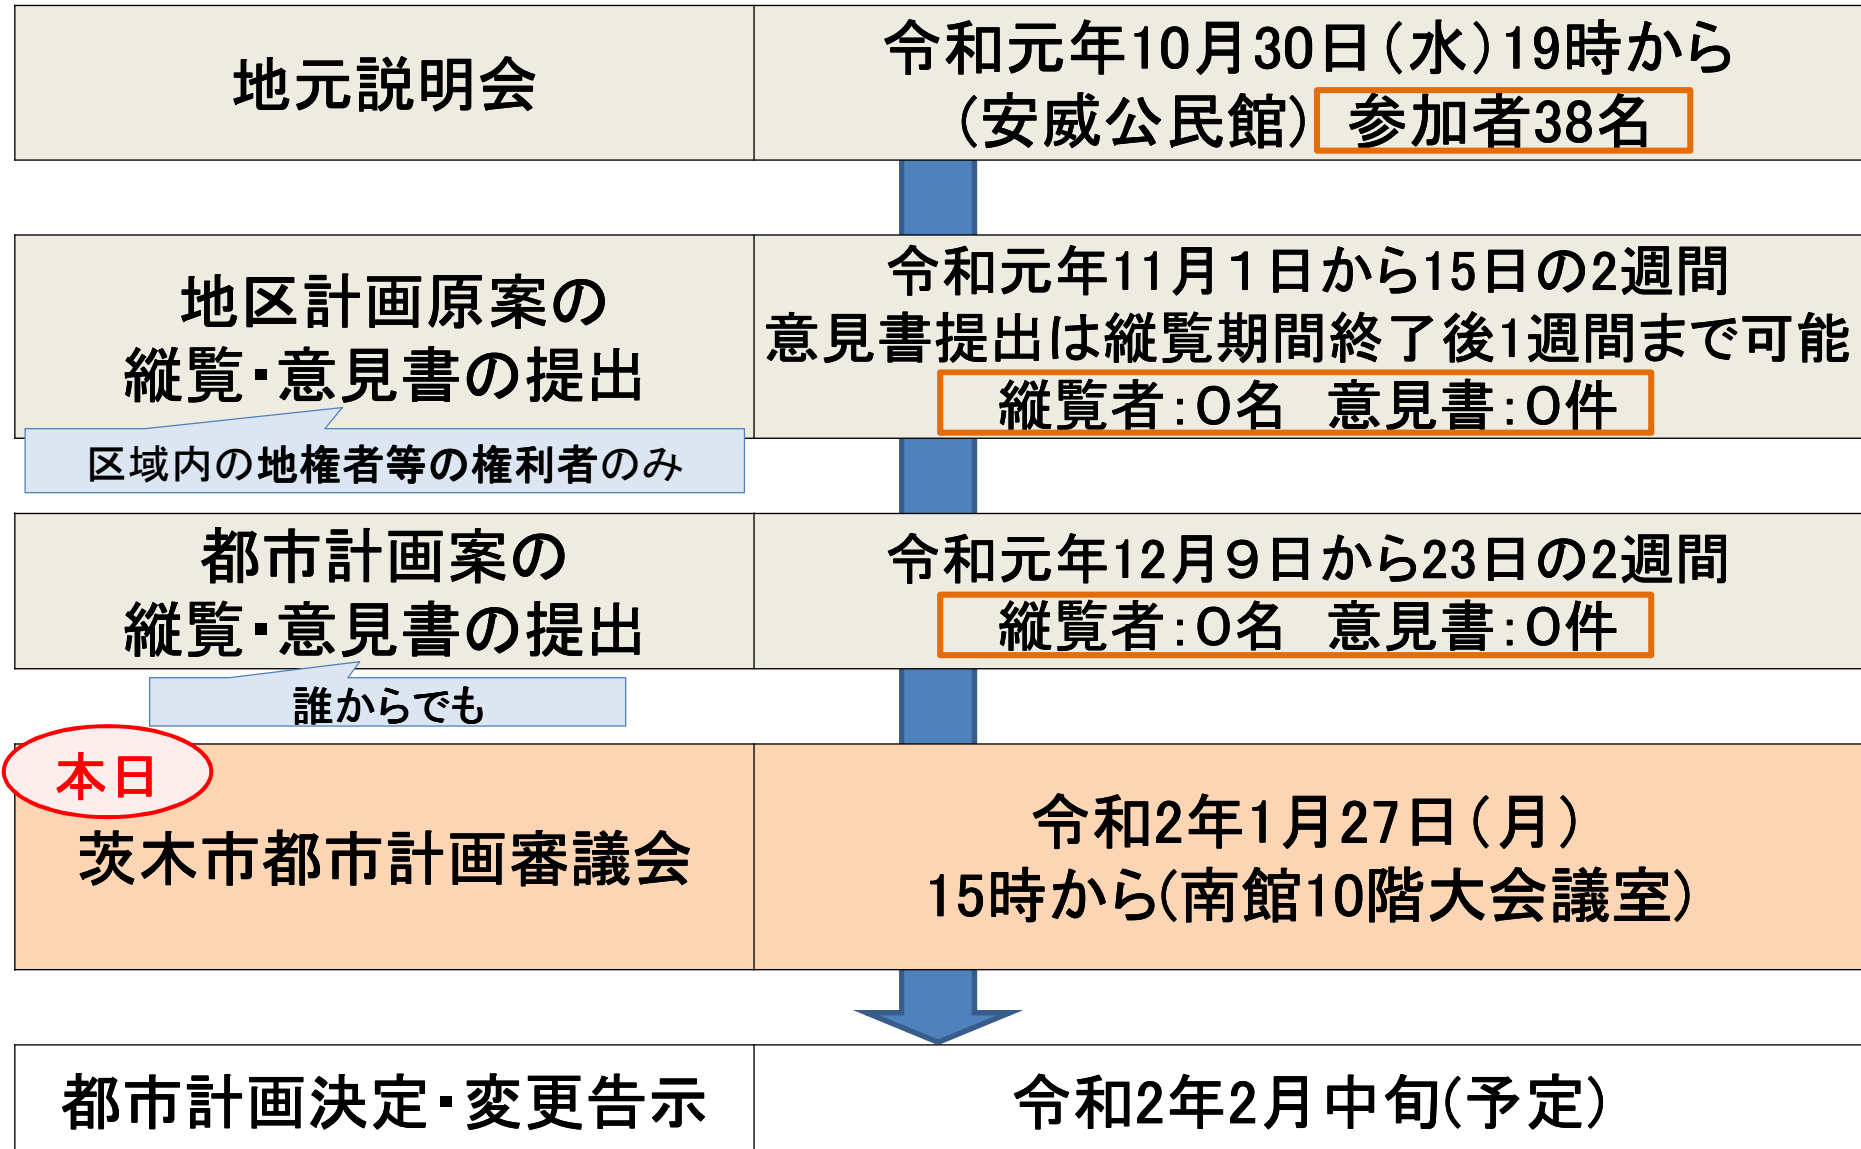 地元説明会
令和元年10月30日(水)19時から
(安威公民館) 参加者38名
地区計画原案の
縦覧・意見書の提出
区域内の地権者等の権利者のみ
令和元年11月１日から15日の2週間
意見書提出は縦覧期間終了後1週間まで可能
縦覧者：０名　意見書：０件
都市計画案の
縦覧・意見書の提出
誰からでも
令和元年12月９日から23日の2週間
縦覧者：０名　意見書：０件
本日
茨木市都市計画審議会
令和2年1月27日(月)
15時から(南館10階大会議室)
都市計画決定・変更告示
令和2年2月中旬(予定)